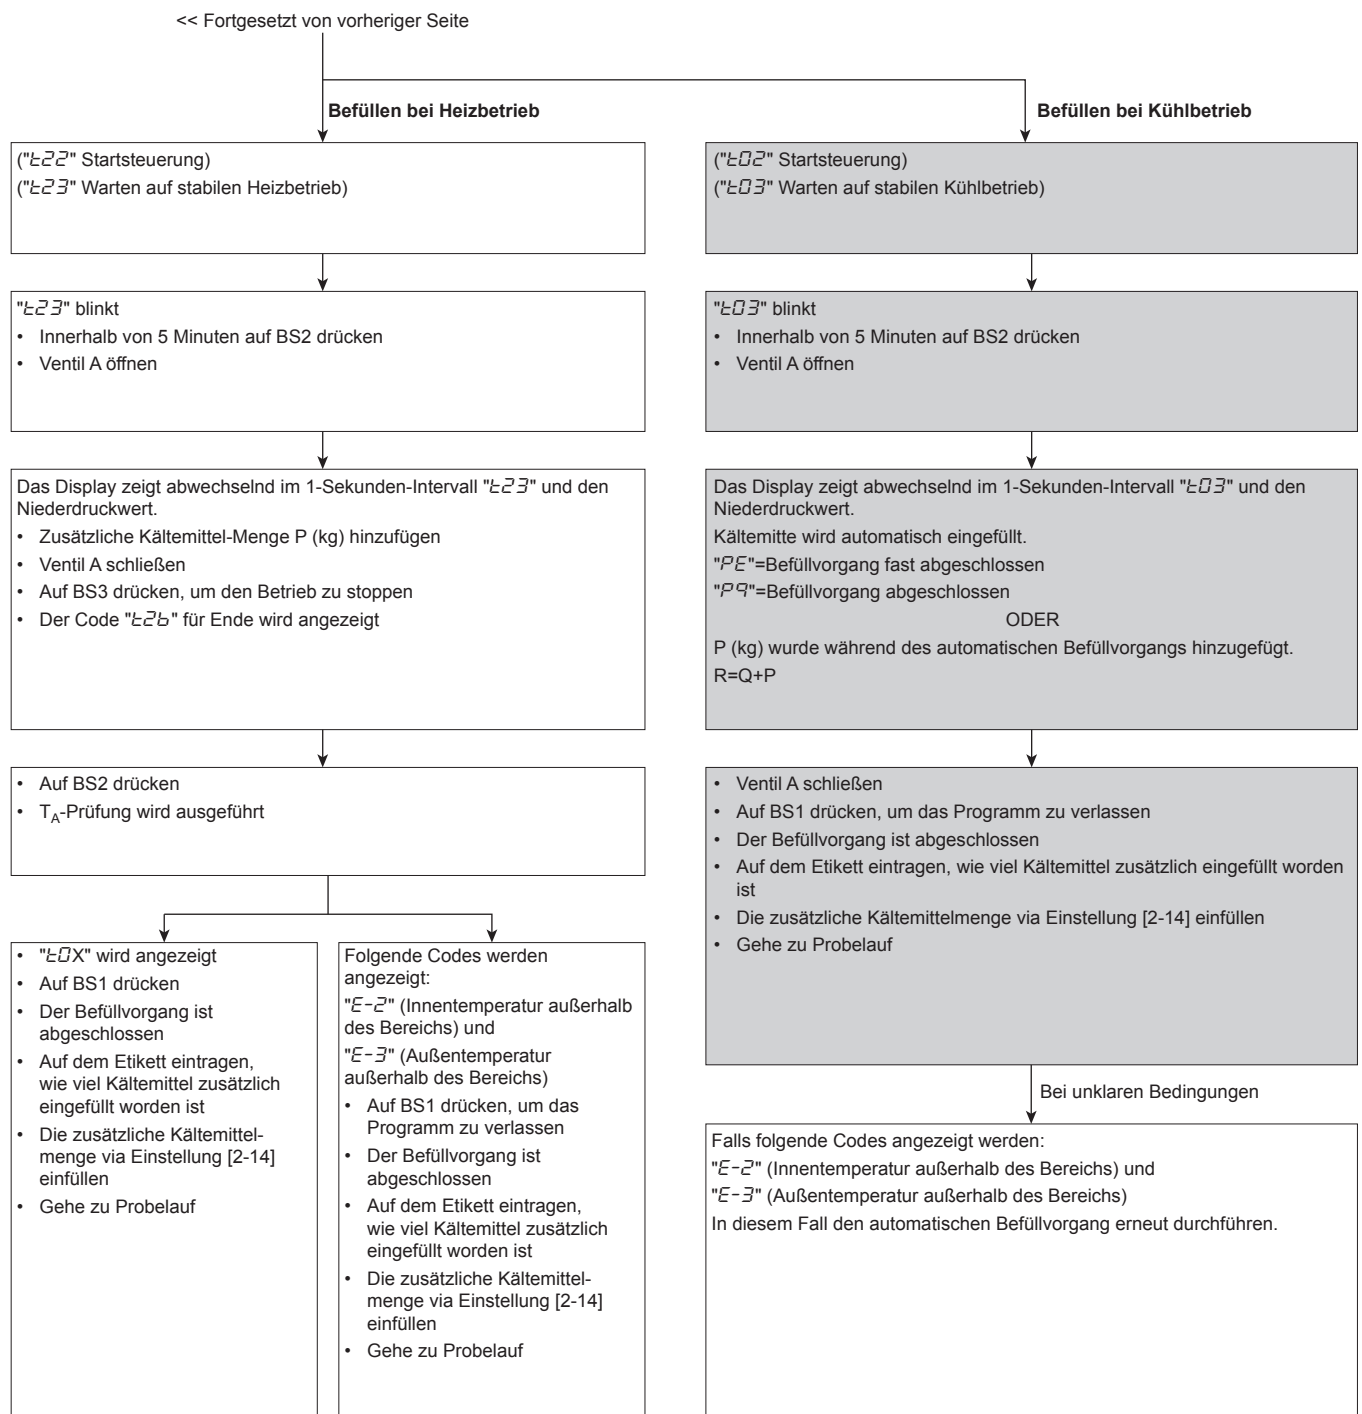 << Fortgesetzt von vorheriger Seite
Befüllen bei Heizbetrieb
("t22" Startsteuerung)
("t23" Warten auf stabilen Heizbetrieb)
"t23" blinkt
• Innerhalb von 5 Minuten auf BS2 drücken
• Ventil A öffnen
Das Display zeigt abwechselnd im 1-Sekunden-Intervall "t23" und den
Niederdruckwert.
• Zusätzliche Kältemittel-Menge P (kg) hinzufügen
• Ventil A schließen
• Auf BS3 drücken, um den Betrieb zu stoppen
• Der Code "t2b" für Ende wird angezeigt
• Auf BS2 drücken
• TA-Prüfung wird ausgeführt
• "t0X" wird angezeigt
• Auf BS1 drücken
• Der Befüllvorgang ist
abgeschlossen
• Auf dem Etikett eintragen,
wie viel Kältemittel zusätzlich
eingefüllt worden ist
• Die zusätzliche Kältemittel-
menge via Einstellung [2-14]
einfüllen
• Gehe zu Probelauf
Folgende Codes werden
angezeigt:
"E-2" (Innentemperatur außerhalb
des Bereichs) und
"E-3" (Außentemperatur
außerhalb des Bereichs)
• Auf BS1 drücken, um das
Programm zu verlassen
• Der Befüllvorgang ist
abgeschlossen
• Auf dem Etikett eintragen,
wie viel Kältemittel zusätzlich
eingefüllt worden ist
• Die zusätzliche Kältemittel-
menge via Einstellung [2-14]
einfüllen
• Gehe zu Probelauf
Befüllen bei Kühlbetrieb
("t02" Startsteuerung)
("t03" Warten auf stabilen Kühlbetrieb)
"t03" blinkt
• Innerhalb von 5 Minuten auf BS2 drücken
• Ventil A öffnen
Das Display zeigt abwechselnd im 1-Sekunden-Intervall "t03" und den
Niederdruckwert.
Kältemitte wird automatisch eingefüllt.
"PE"=Befüllvorgang fast abgeschlossen
"P9"=Befüllvorgang abgeschlossen
ODER
P (kg) wurde während des automatischen Befüllvorgangs hinzugefügt.
R=Q+P
• Ventil A schließen
• Auf BS1 drücken, um das Programm zu verlassen
• Der Befüllvorgang ist abgeschlossen
• Auf dem Etikett eintragen, wie viel Kältemittel zusätzlich eingefüllt worden
ist
• Die zusätzliche Kältemittelmenge via Einstellung [2-14] einfüllen
• Gehe zu Probelauf
Bei unklaren Bedingungen
Falls folgende Codes angezeigt werden:
"E-2" (Innentemperatur außerhalb des Bereichs) und
"E-3" (Außentemperatur außerhalb des Bereichs)
In diesem Fall den automatischen Befüllvorgang erneut durchführen.